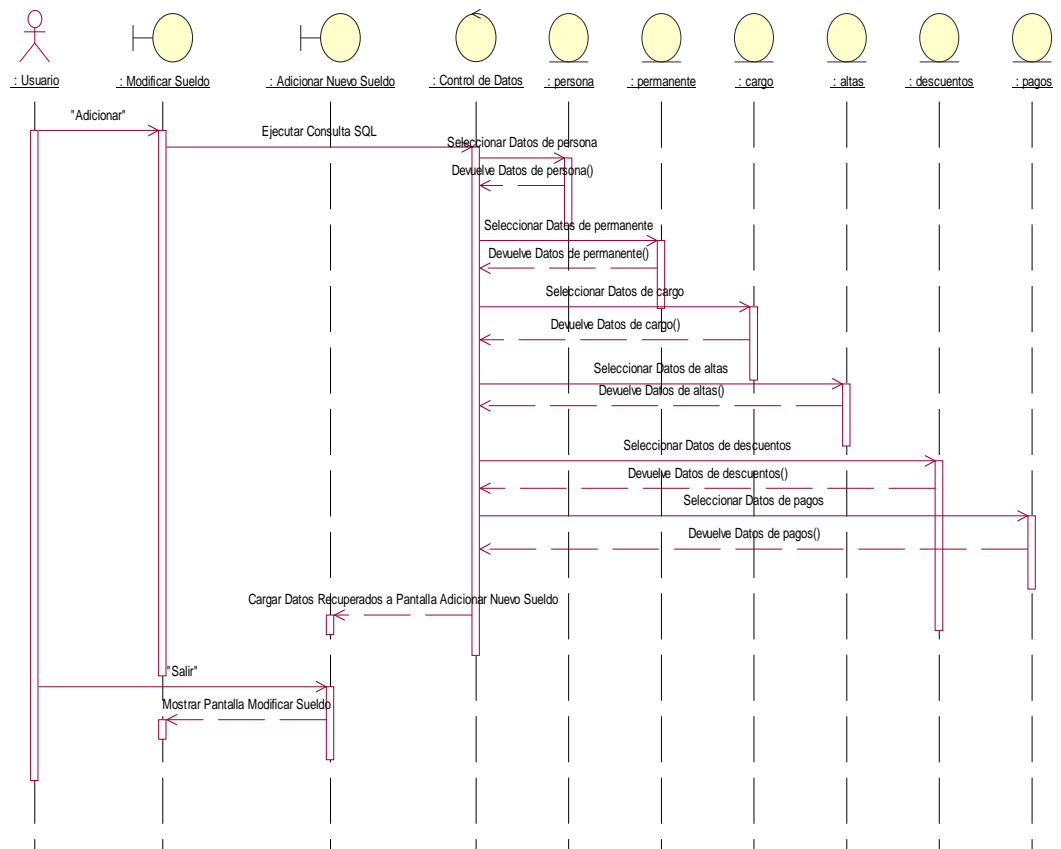 : Usuario
: Modificar Sueldo
: Adicionar Nuevo Sueldo
: Control de Datos
: persona
: permanente
: cargo
: altas
: descuentos
: pagos
"Adicionar"
Ejecutar Consulta SQL
Seleccionar Datos de persona
Devuelve Datos de persona()
Seleccionar Datos de permanente
Devuelve Datos de permanente()
Seleccionar Datos de cargo
Devuelve Datos de cargo()
Seleccionar Datos de altas
Devuelve Datos de altas()
Seleccionar Datos de descuentos
Devuelve Datos de descuentos()
Seleccionar Datos de pagos
Devuelve Datos de pagos()
Cargar Datos Recuperados a Pantalla Adicionar Nuevo Sueldo
"Salir"
Mostrar Pantalla Modificar Sueldo